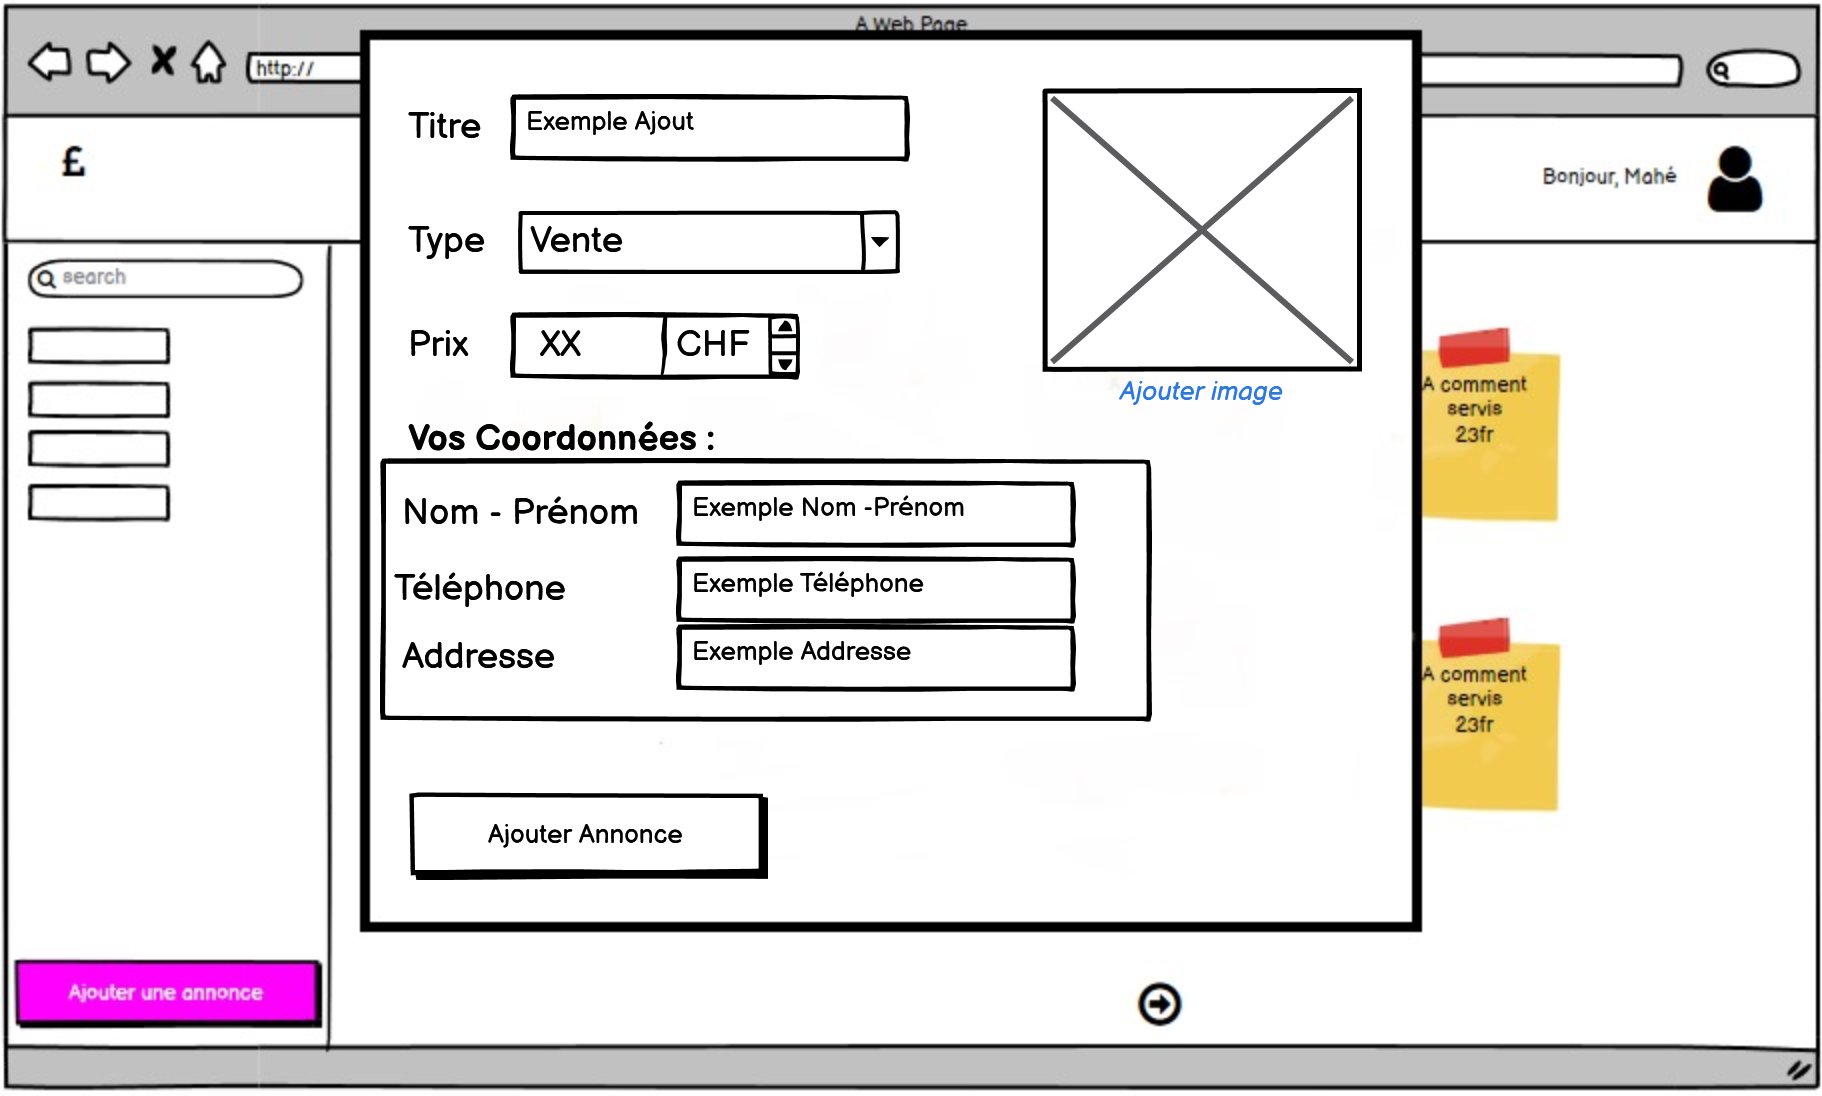 A Web Page
http://
£
Bonjour, Mahé
search
Titre
Exemple Ajout
Type
Vente
Prix
XX
CHF
Ajouter image
Vos Coordonnées :
Nom - Prénom
Exemple Nom -Prénom
Téléphone
Exemple Téléphone
Addresse
Exemple Addresse
Ajouter Annonce
A comment
servis
23fr
A comment
servis
23fr
Ajouter une annonce